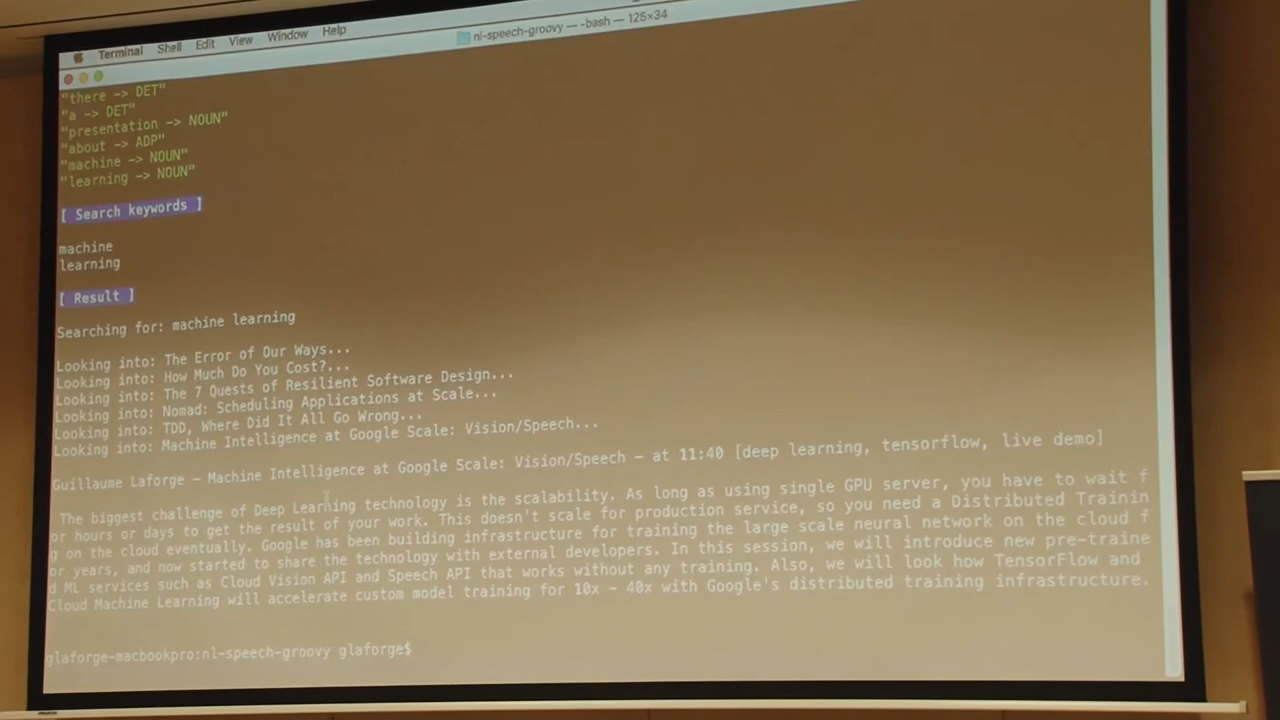 Terminal Shell Edit View Window Help
nl-speech-groovy — -bash — 125×34
"there -> DET"
"a -> DET"
"presentation -> NOUN"
"about -> ADP"
"machine -> NOUN"
"learning -> NOUN"
[ Search keywords ]
machine
learning
[ Result ]
Searching for: machine learning
Looking into: The Error of Our Ways...
Looking into: How Much Do You Cost?...
Looking into: The 7 Quests of Resilient Software Design...
Looking into: Nomad: Scheduling Applications at Scale...
Looking into: TDD, Where Did It All Go Wrong...
Looking into: Machine Intelligence at Google Scale: Vision/Speech...
Guillaume Laforge – Machine Intelligence at Google Scale: Vision/Speech – at 11:40 [deep learning, tensorflow, live demo]
The biggest challenge of Deep Learning technology is the scalability. As long as using single GPU server, you have to wait f
or hours or days to get the result of your work. This doesn't scale for production service, so you need a Distributed Trainin
g on the cloud eventually. Google has been building infrastructure for training the large scale neural network on the cloud f
or years, and now started to share the technology with external developers. In this session, we will introduce new pre-traine
d ML services such as Cloud Vision API and Speech API that works without any training. Also, we will look how TensorFlow and
Cloud Machine Learning will accelerate custom model training for 10x – 40x with Google's distributed training infrastructure.
glaforge-macbookpro:nl-speech-groovy glaforge$